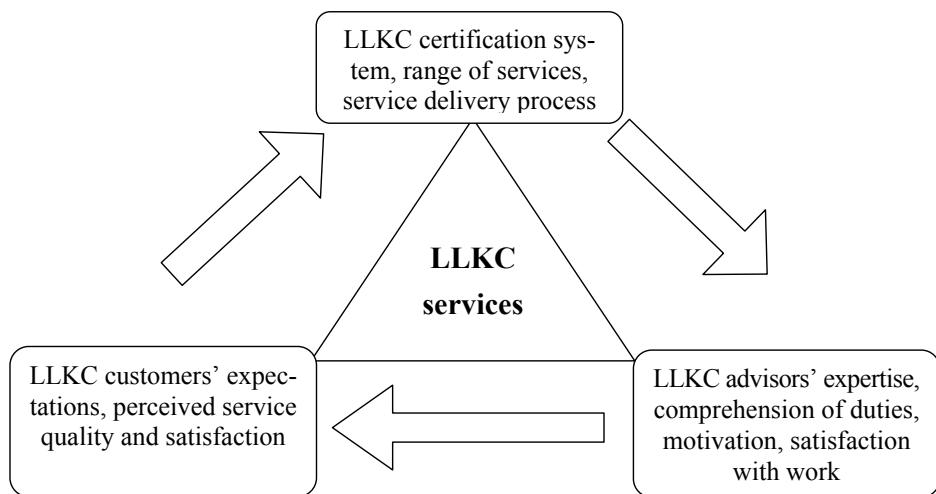 LLKC certification sys-
tem, range of services,
service delivery process
LLKC
services
LLKC customers’ expec-
tations, perceived service
quality and satisfaction
LLKC advisors’ expertise,
comprehension of duties,
motivation, satisfaction
with work